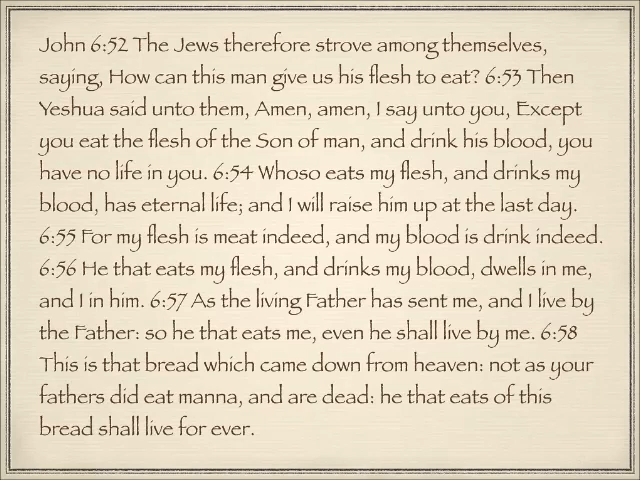 John 6:52 The Jews therefore strove among themselves,
saying, How can this man give us his flesh to eat? 6:53 Then
Yeshua said unto them, Amen, amen, I say unto you, Except
you eat the flesh of the Son of man, and drink his blood, you
have no life in you. 6:54 Whoso eats my flesh, and drinks my
blood, has eternal life; and I will raise him up at the last day.
6:55 For my flesh is meat indeed, and my blood is drink indeed.
6:56 He that eats my flesh, and drinks my blood, dwells in me,
and I in him. 6:57 As the living Father has sent me, and I live by
the Father: so he that eats me, even he shall live by me. 6:58
This is that bread which came down from heaven: not as your
fathers did eat manna, and are dead: he that eats of this
bread shall live for ever.